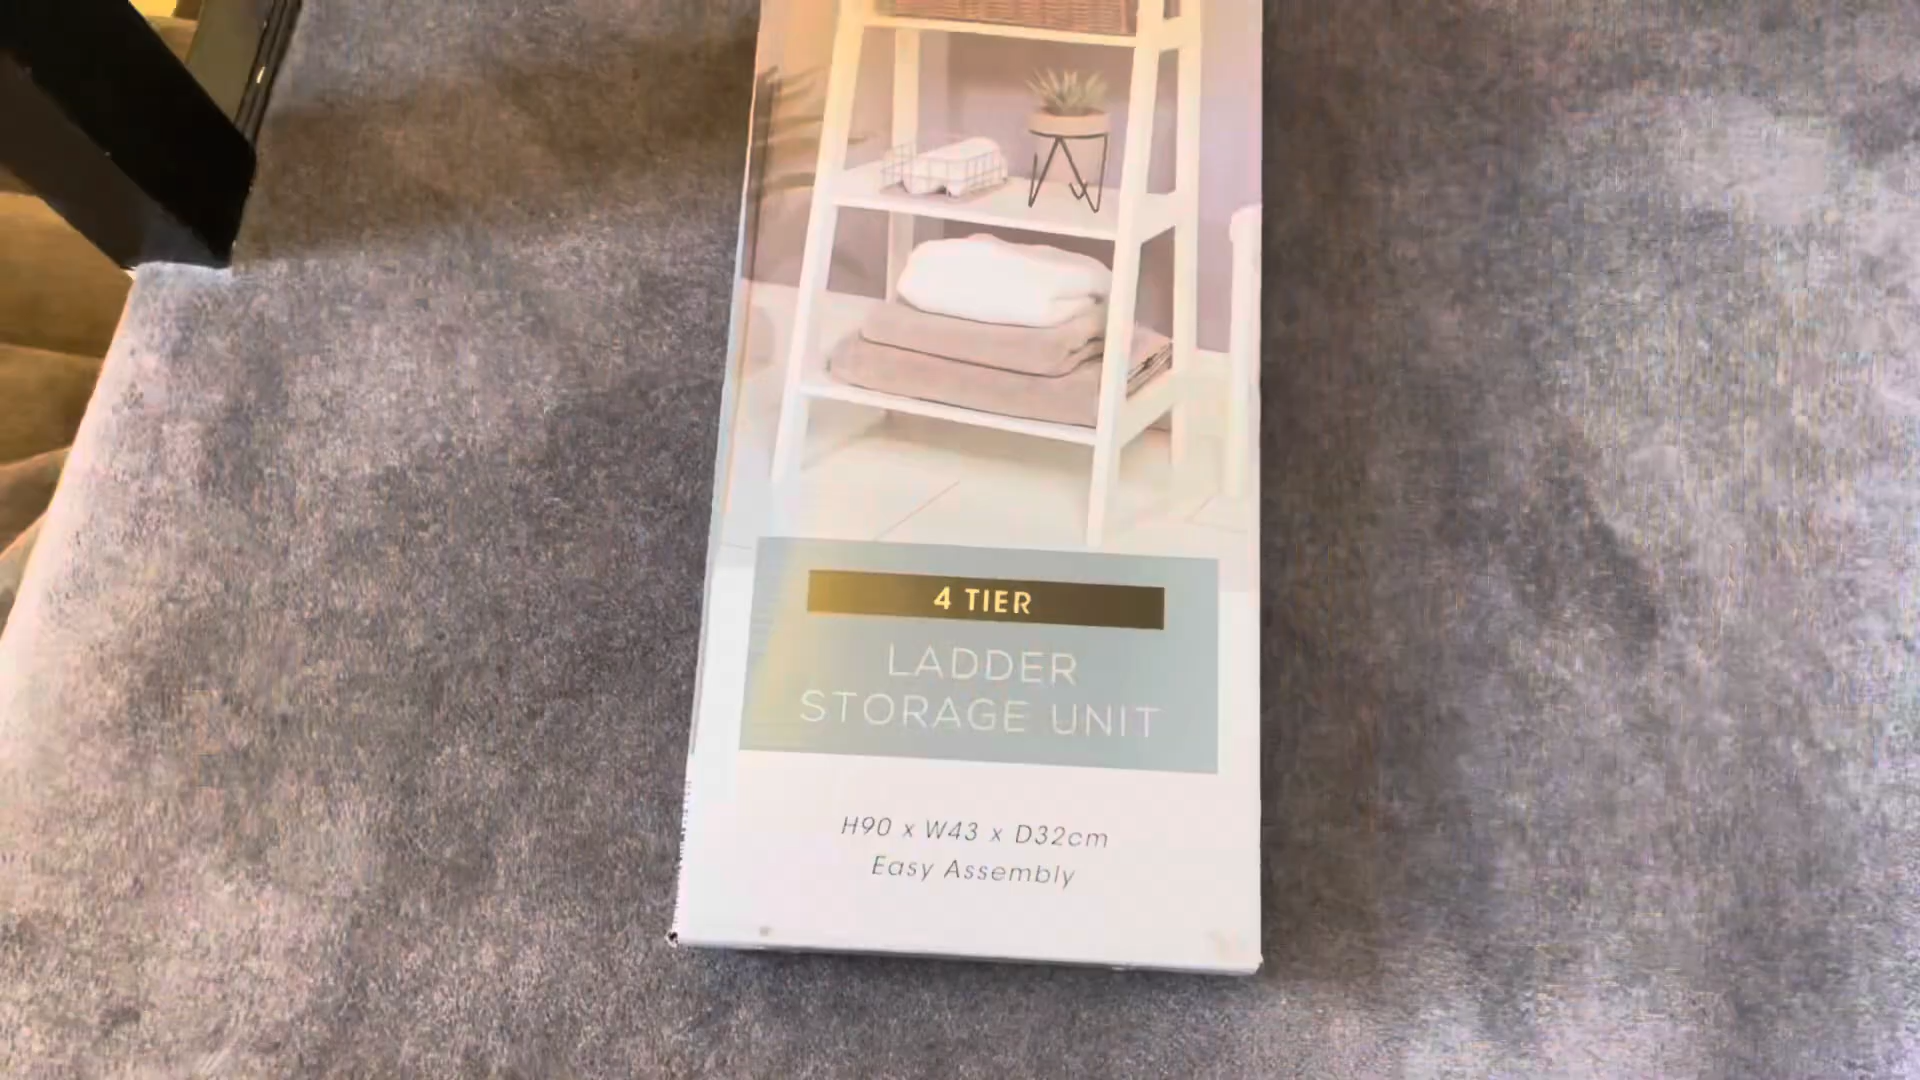 4 TIER
LADDER
STORAGE UNIT
H90 x W43 x D32cm
Easy Assembly